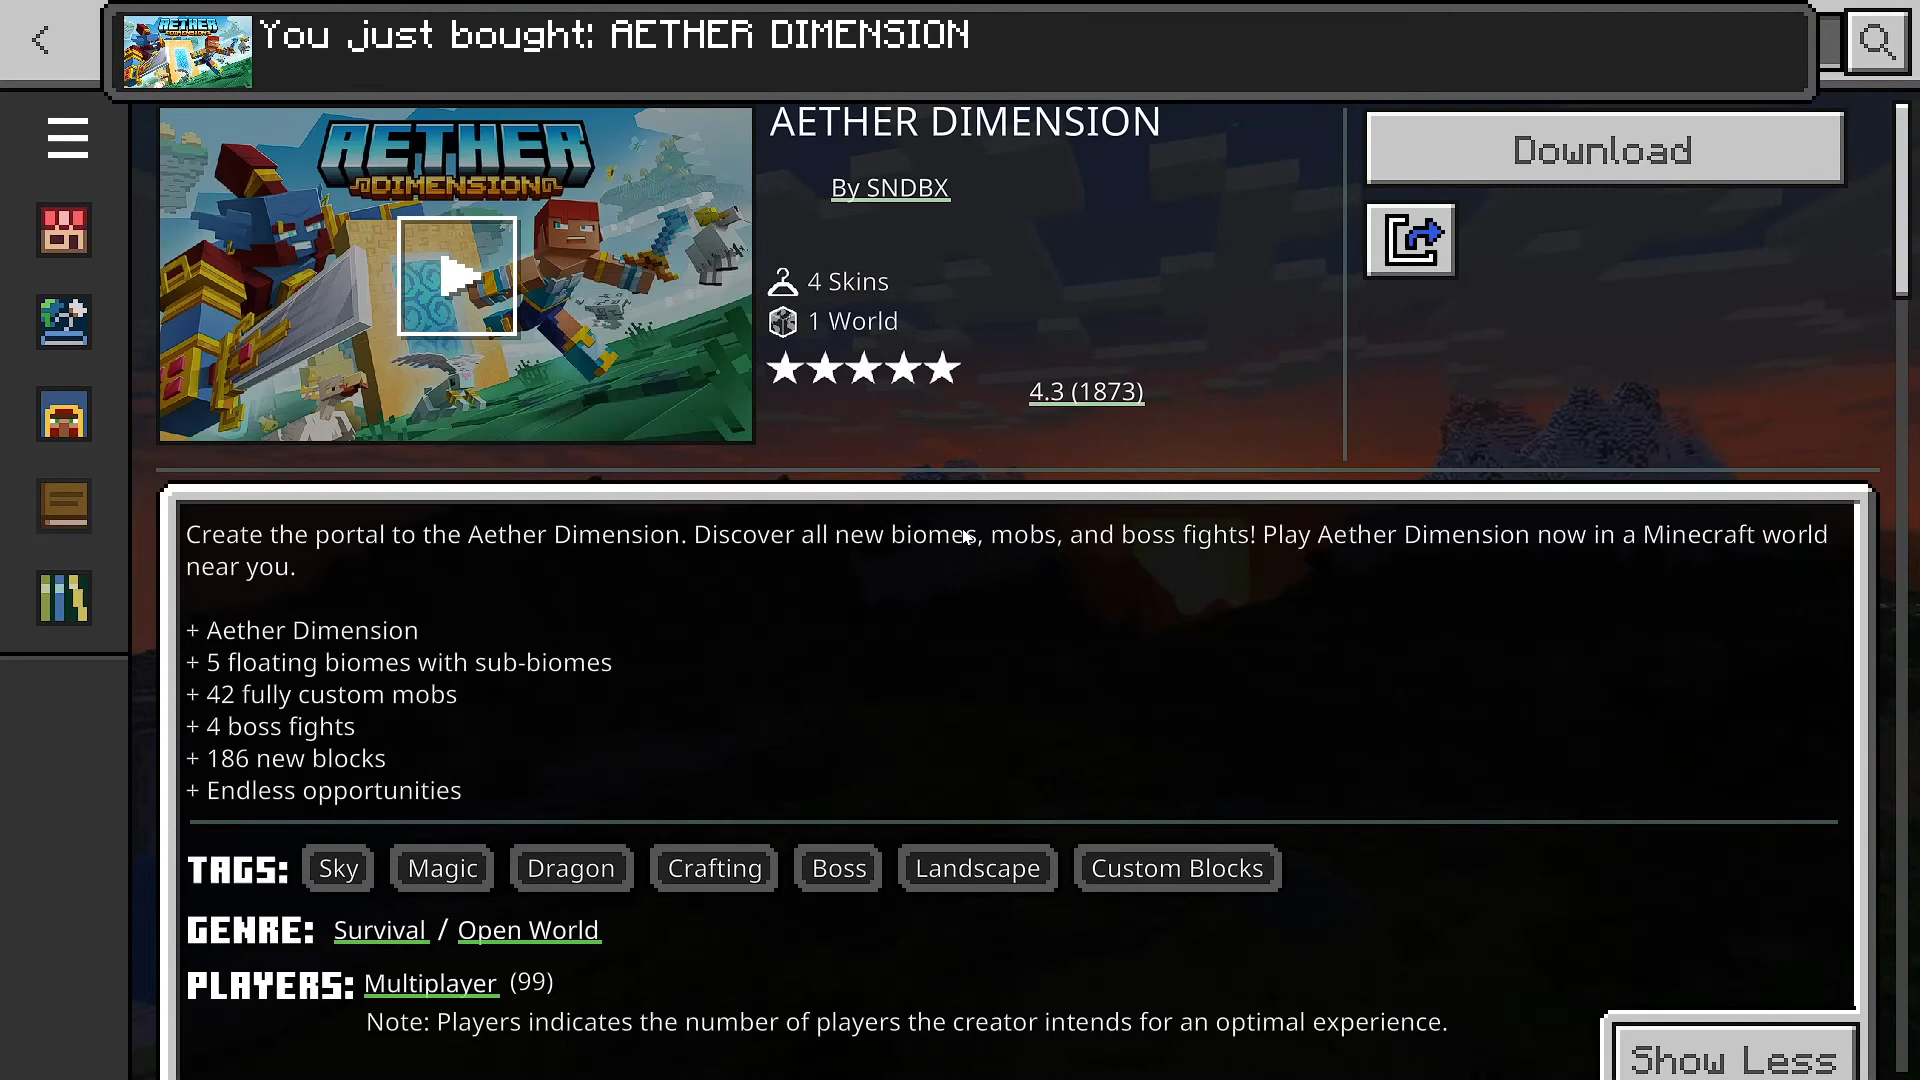 You just bought: AETHER DIMENSION
AETHER
DIMENSION
AETHER
DIMENSION
AETHER DIMENSION
By SNDBX
4 Skins
1 World
4.3 (1873)
Download
Create the portal to the Aether Dimension. Discover all new biomes, mobs, and boss fights! Play Aether Dimension now in a Minecraft world
near you.
+ Aether Dimension
+ 5 floating biomes with sub-biomes
+ 42 fully custom mobs
+ 4 boss fights
+ 186 new blocks
+ Endless opportunities
TAGS: Sky Magic Dragon Crafting Boss Landscape Custom Blocks
GENRE: Survival / Open World
PLAYERS: Multiplayer (99)
Note: Players indicates the number of players the creator intends for an optimal experience.
Show Less